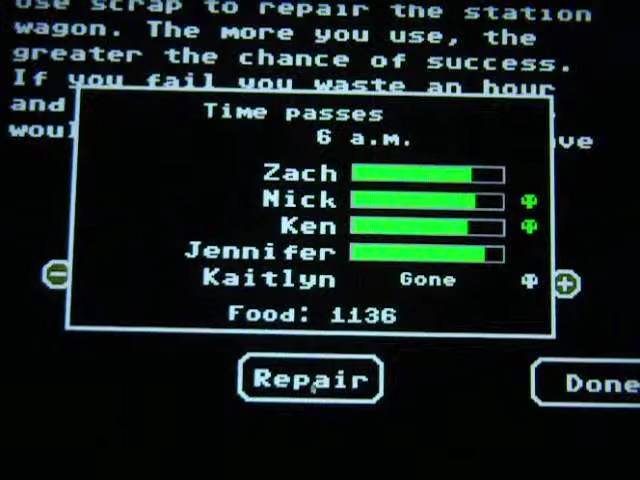 use scrap to repair the station
wagon. The more you use, the
greater the chance of success.
If you fail you waste an hour
and
Time passes
6 a.m.
Zach
Nick
Ken
Jennifer
Kaitlyn Gone
Food: 1136
Repair
Done